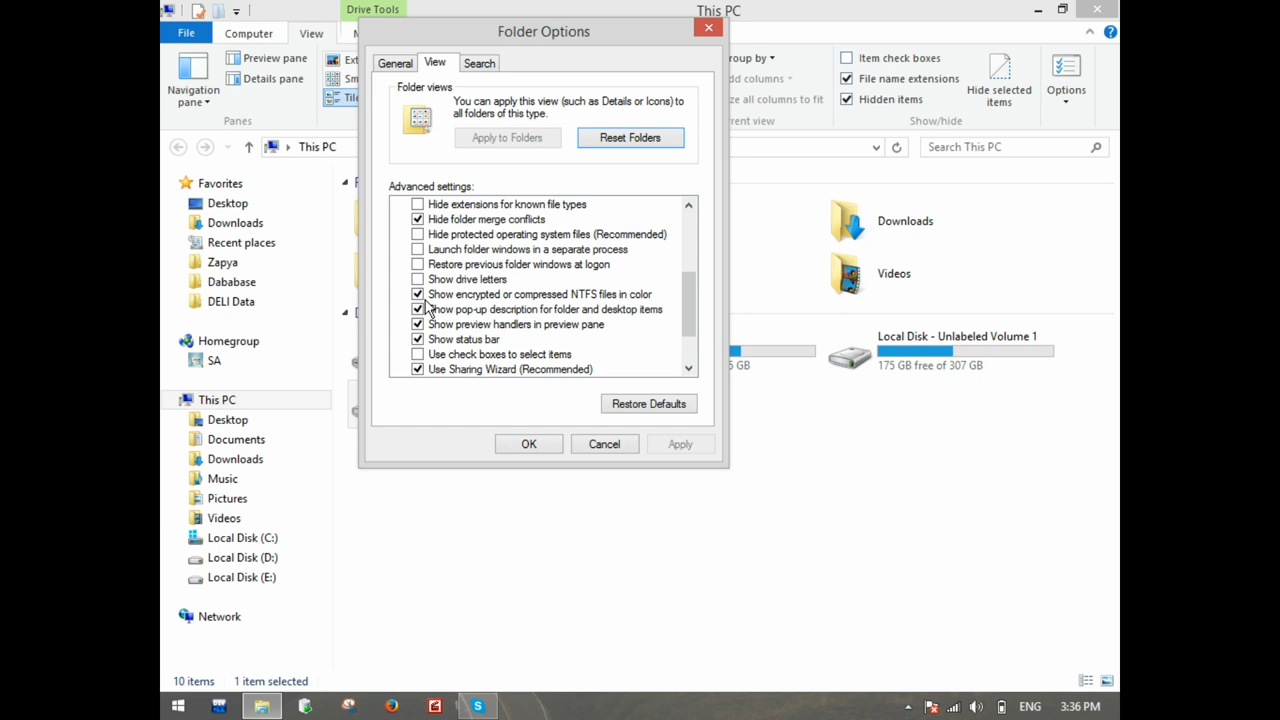 Drive Tools
This PC
File
Computer
View
Folder Options
General
View
Search
Folder views
You can apply this view (such as Details or Icons) to
all folders of this type.
Apply to Folders
Reset Folders
Advanced settings:
Hide extensions for known file types
Hide folder merge conflicts
Hide protected operating system files (Recommended)
Launch folder windows in a separate process
Restore previous folder windows at logon
Show drive letters
Show encrypted or compressed NTFS files in color
pop-up description for folder and desktop items
Show preview handlers in preview pane
Show status bar
Use check boxes to select items
Use Sharing Wizard (Recommended)
Restore Defaults
OK
Cancel
Apply
Navigation
pane
Preview pane
Details pane
Panes
Ext
Sm
Tile
oup by
dd columns
ze all columns to fit
rent view
Item check boxes
File name extensions
Hidden items
Hide selected
items
Show/hide
Options
This PC
Search This PC
Favorites
Desktop
Downloads
Recent places
Zapya
Dababase
DELI Data
Homegroup
SA
This PC
Desktop
Documents
Downloads
Music
Pictures
Videos
Local Disk (C:)
Local Disk (D:)
Local Disk (E:)
Network
Downloads
Videos
GB
Local Disk - Unlabeled Volume 1
175 GB free of 307 GB
10 items
1 item selected
ENG
3:36 PM